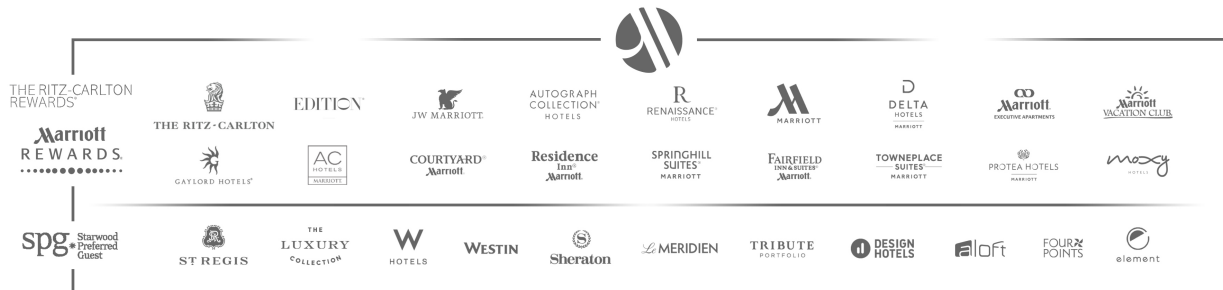 THE RITZ-CARLTON
REWARDS®
Marriott
REWARDS®
THE RITZ-CARLTON
EDITION
JW MARRIOTT
AUTOGRAPH
COLLECTION®
HOTELS
R
RENAISSANCE®
HOTELS
MARRIOTT
D
DELTA
HOTELS
MARRIOTT
Marriott
EXECUTIVE APARTMENTS
Marriott
VACATION CLUB
GAYLORD HOTELS®
AC
HOTELS
MARRIOTT
COURTYARD®
Marriott
Residence
Inn®
Marriott
SPRINGHILL
SUITES®
MARRIOTT
FAIRFIELD
INN & SUITES®
Marriott
TOWNEPLACE
SUITES®
MARRIOTT
PROTEA HOTELS
MARRIOTT
moxy
HOTELS
spg Starwood
Preferred
Guest
ST REGIS
THE
LUXURY
COLLECTION
W
HOTELS
WESTIN
S
Sheraton
Le MERIDIEN
TRIBUTE
PORTFOLIO
DESIGN
HOTELS
aloft
FOUR
POINTS
element